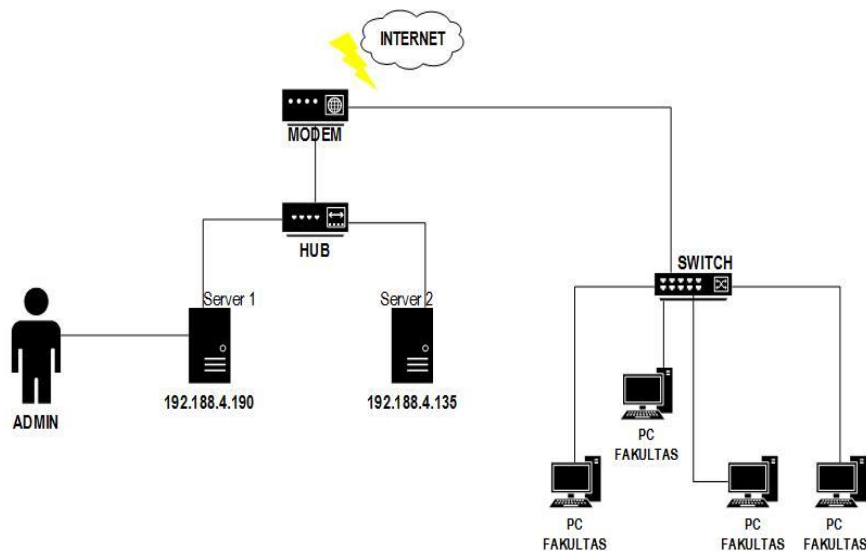 INTERNET
MODEM
HUB
SWITCH
Server 1
Server 2
192.188.4.190
192.188.4.135
ADMIN
PC
FAKULTAS
PC
FAKULTAS
PC
FAKULTAS
PC
FAKULTAS